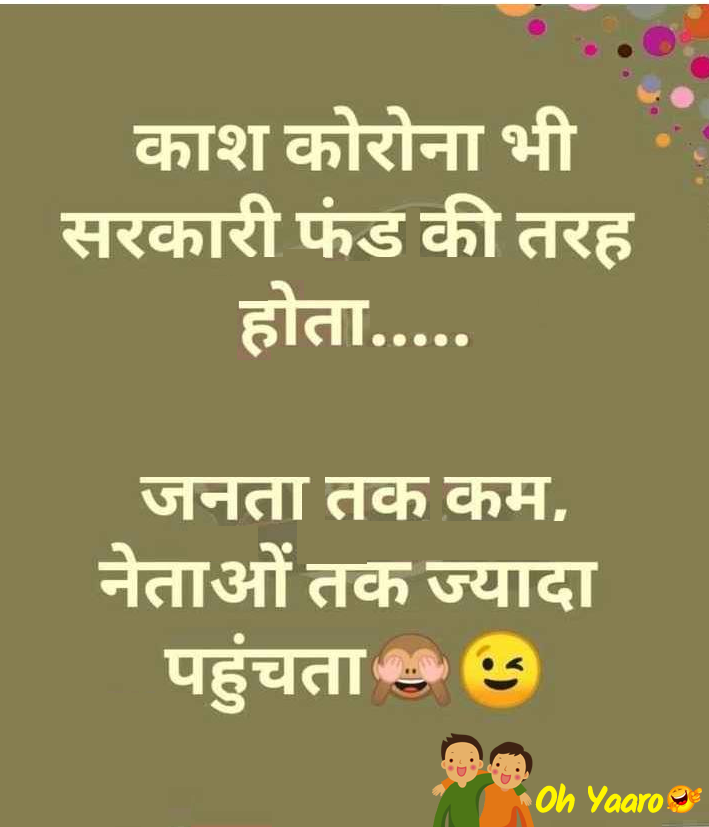 काश कोरोना भी
सरकारी फंड की तरह
होता.....
जनता तक कम,
नेताओं तक ज्यादा
पहुंचता🙈😉
Oh Yaaro🤣